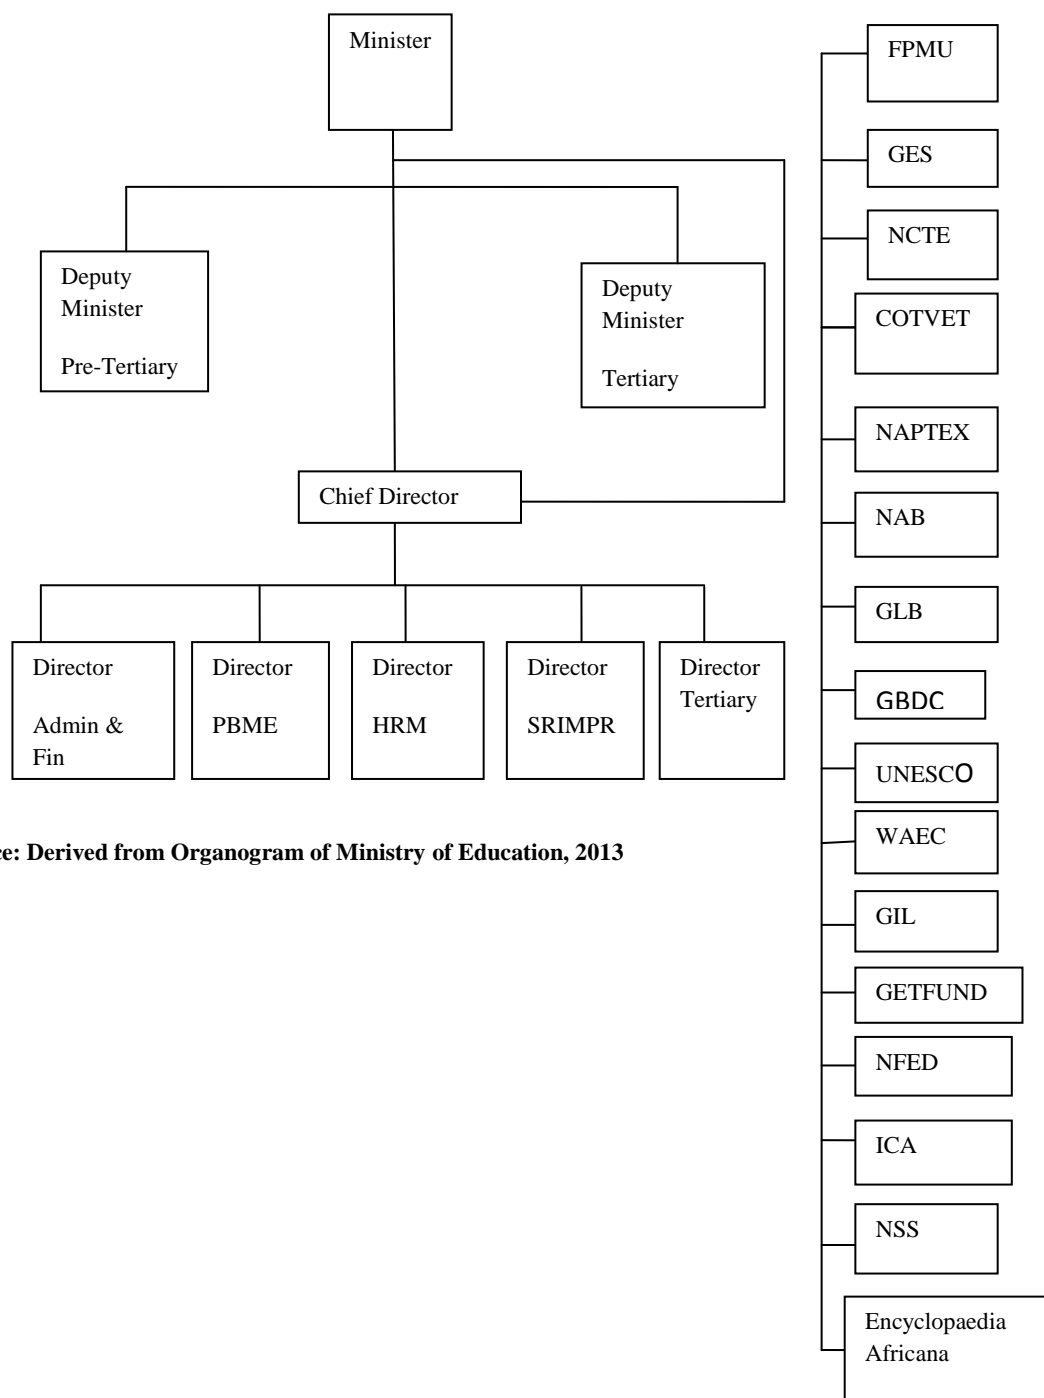 Minister
Deputy
Minister
Pre-Tertiary
Deputy
Minister
Tertiary
Chief Director
Director
Admin &
Fin
Director
PBME
Director
HRM
Director
SRIMPR
Director
Tertiary
ce: Derived from Organogram of Ministry of Education, 2013
FPMU
GES
NCTE
COTVET
NAPTEX
NAB
GLB
GBDC
UNESCO
WAEC
GIL
GETFUND
NFED
ICA
NSS
Encyclopaedia
Africana